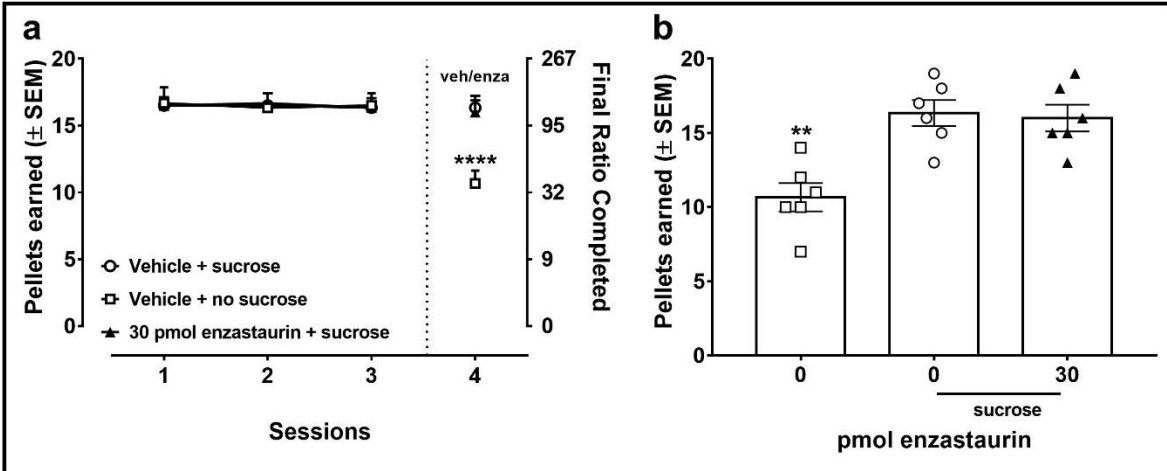 a
Pellets earned (± SEM)
20
15
10
5
0
veh/enza
****
Vehicle + sucrose
Vehicle + no sucrose
30 pmol enzastaurin + sucrose
267
95
32
9
0
Final Ratio Completed
1 2 3 4
Sessions
b
Pellets earned (± SEM)
20
15
10
5
0
**
0 0 30
sucrose
pmol enzastaurin